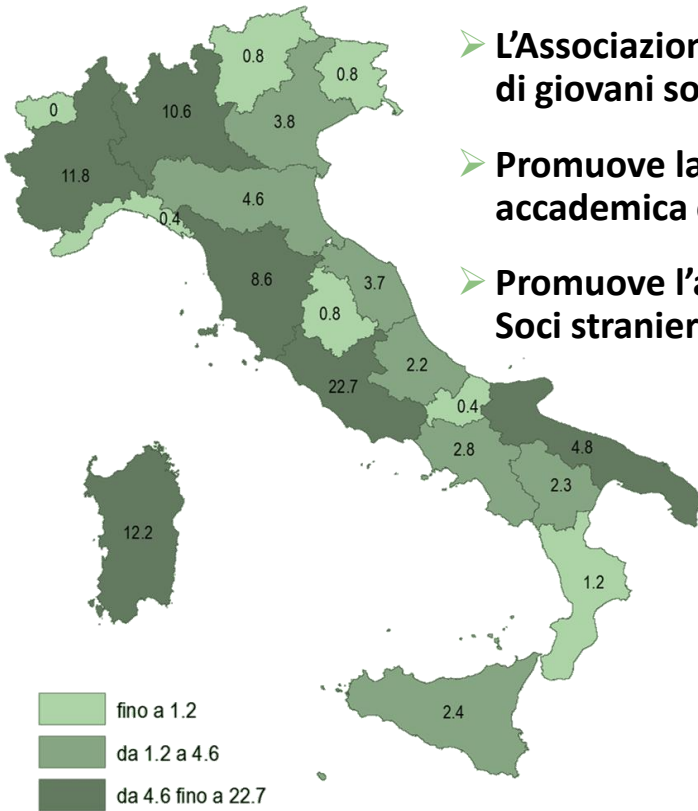 L'Associazion
di giovani so
Promuove la
accademica
Promuove l'a
Soci stranier
0.8
0.8
0
10.6
3.8
11.8
4.6
0.4
8.6
3.7
0.8
2.2
22.7
0.4
2.8
4.8
2.3
12.2
1.2
2.4
fino a 1.2
da 1.2 a 4.6
da 4.6 fino a 22.7